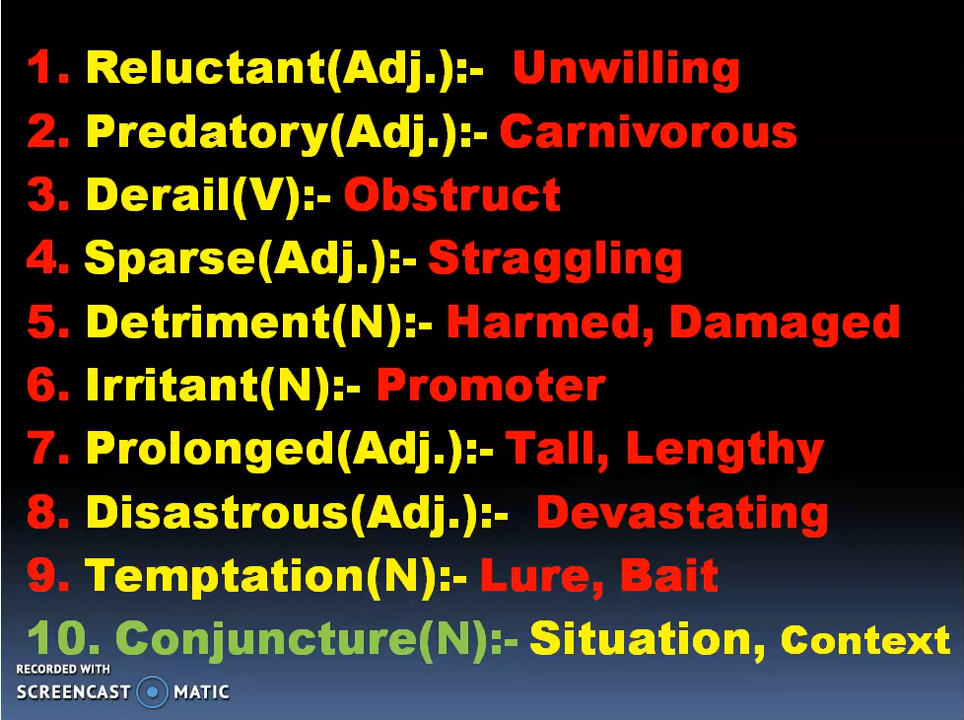 1. Reluctant(Adj.):- Unwilling
2. Predatory(Adj.):- Carnivorous
3. Derail(V):- Obstruct
4. Sparse(Adj.):- Straggling
5. Detriment(N):- Harmed, Damaged
6. Irritant(N):- Promoter
7. Prolonged(Adj.):- Tall, Lengthy
8. Disastrous(Adj.):- Devastating
9. Temptation(N):- Lure, Bait
10. Conjuncture(N):- Situation, Context
RECORDED WITH
SCREENCAST MATIC